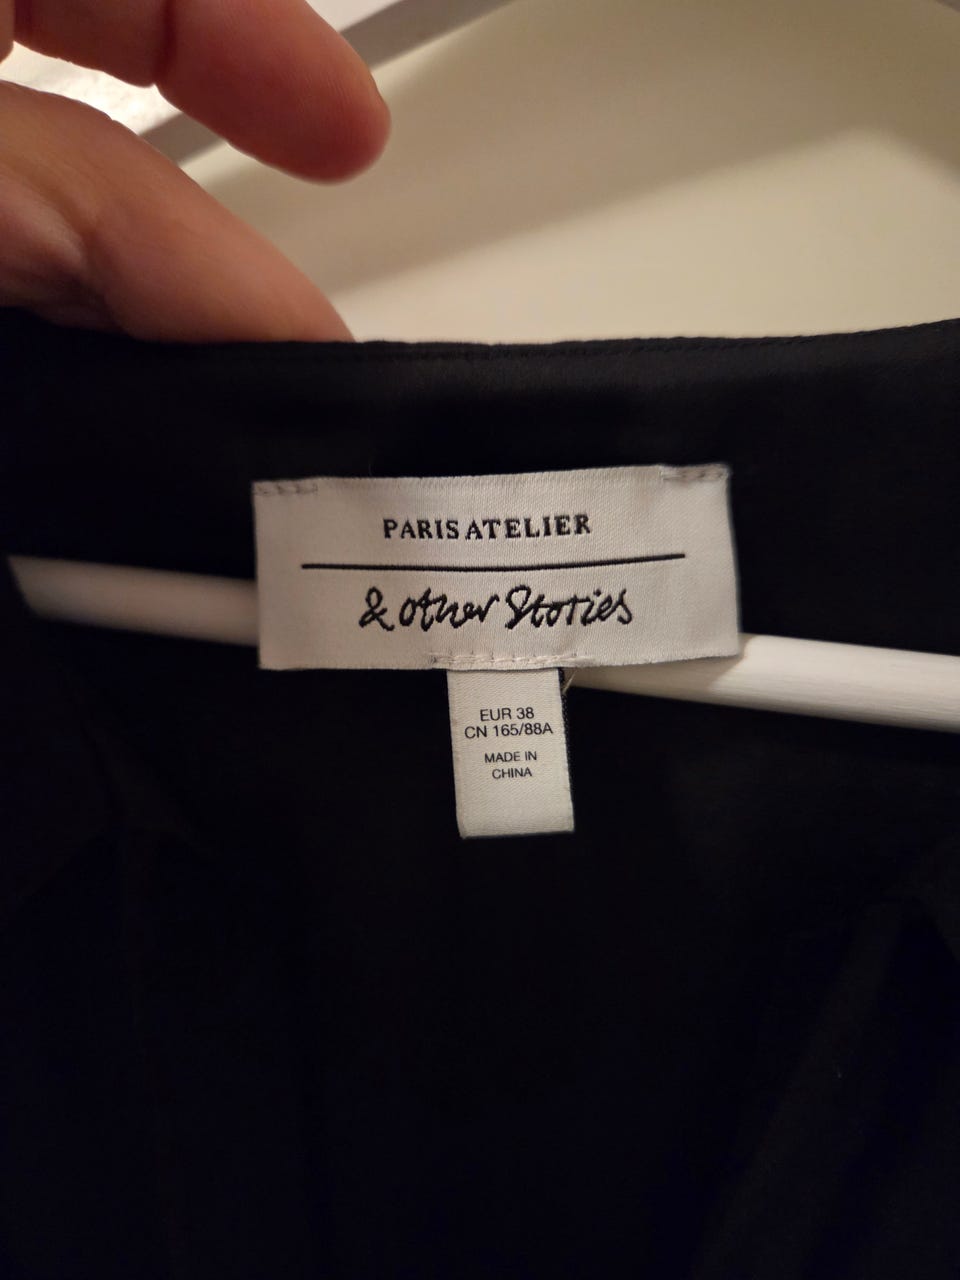 PARIS ATELIER
& other Stories
EUR 38
CN 165/88A
MADE IN
CHINA